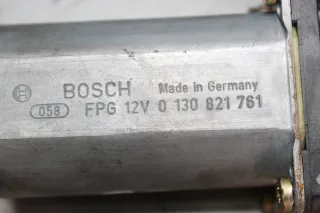 BOSCH Made in Germany
058 FPG 12V 0 130 821 761